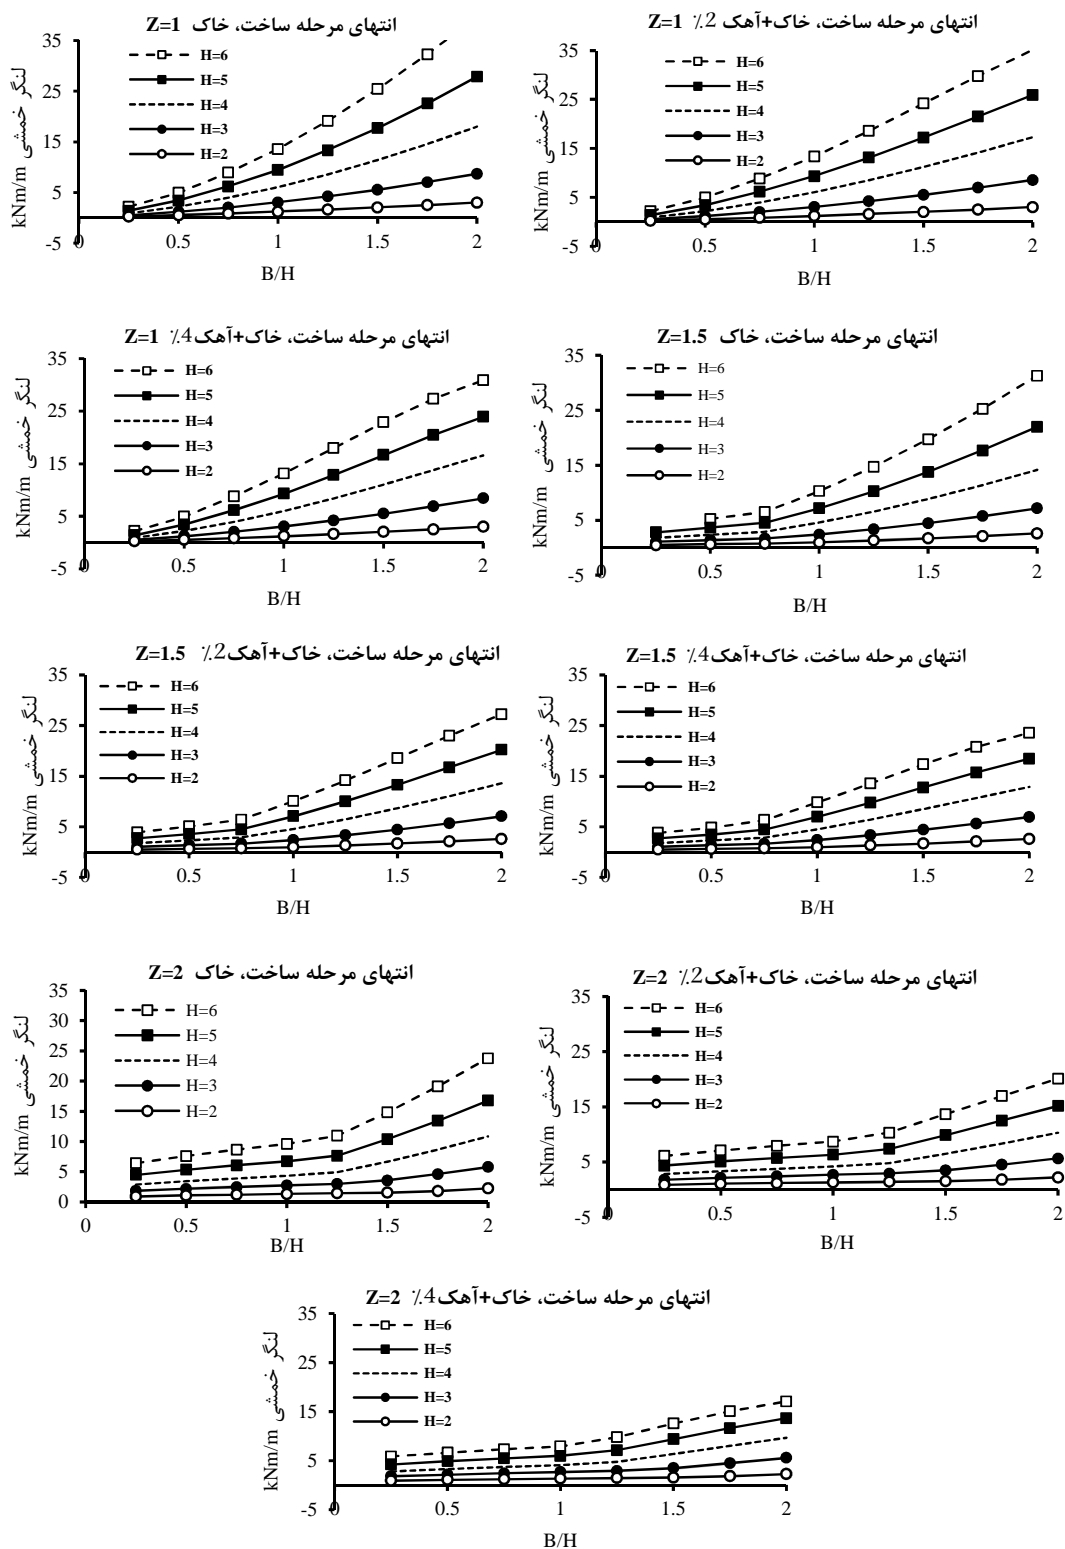 انتهای مرحله ساخت، خاک Z=1
35
25
15
5
-5
0
0.5
1
1.5
2
H=6
H=5
H=4
H=3
H=2
لنگر خمشی kNm/m
B/H
انتهای مرحله ساخت، خاک+آهک2٪ Z=1
35
25
15
5
-5
0
0.5
1
1.5
2
H=6
H=5
H=4
H=3
H=2
لنگر خمشی kNm/m
B/H
انتهای مرحله ساخت، خاک+آهک4٪ Z=1
35
25
15
5
-5
0
0.5
1
1.5
2
H=6
H=5
H=4
H=3
H=2
لنگر خمشی kNm/m
B/H
انتهای مرحله ساخت، خاک Z=1.5
35
25
15
5
-5
0
0.5
1
1.5
2
H=6
H=5
H=4
H=3
H=2
لنگر خمشی kNm/m
B/H
انتهای مرحله ساخت، خاک+آهک2٪ Z=1.5
35
25
15
5
-5
0
0.5
1
1.5
2
H=6
H=5
H=4
H=3
H=2
لنگر خمشی kNm/m
B/H
انتهای مرحله ساخت، خاک+آهک4٪ Z=1.5
35
25
15
5
-5
0
0.5
1
1.5
2
H=6
H=5
H=4
H=3
H=2
لنگر خمشی kNm/m
B/H
انتهای مرحله ساخت، خاک Z=2
35
30
25
20
15
10
5
0
0
0.5
1
1.5
2
H=6
H=5
H=4
H=3
H=2
لنگر خمشی kNm/m
B/H
انتهای مرحله ساخت، خاک+آهک2٪ Z=2
35
25
15
5
-5
0
0.5
1
1.5
2
H=6
H=5
H=4
H=3
H=2
لنگر خمشی kNm/m
B/H
انتهای مرحله ساخت، خاک+آهک4٪ Z=2
35
25
15
5
-5
0
0.5
1
1.5
2
H=6
H=5
H=4
H=3
H=2
لنگر خمشی kNm/m
B/H